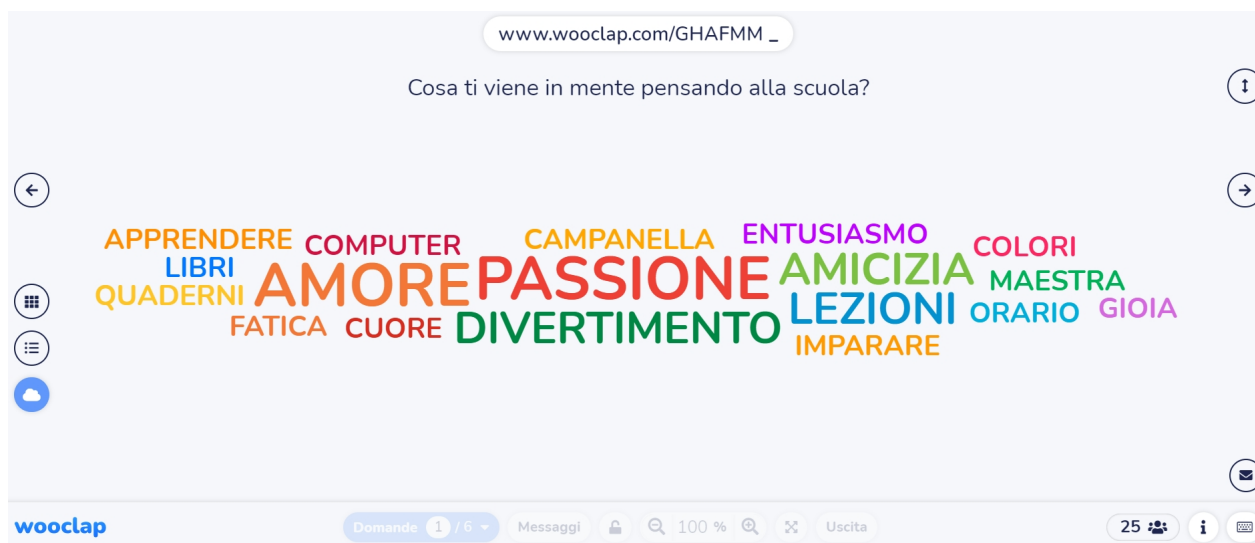 www.wooclap.com/GHAFMM _
Cosa ti viene in mente pensando alla scuola?
APPRENDERE COMPUTER CAMPANELLA ENTUSIASMO COLORI
LIBRI AMORE PASSIONE AMICIZIA MAESTRA
QUADERNI LEZIONI ORARIO GIOIA
FATICA CUORE DIVERTIMENTO IMPARARE
wooclap Domande 1 / 6 Messaggi 100 % Uscita 25 i